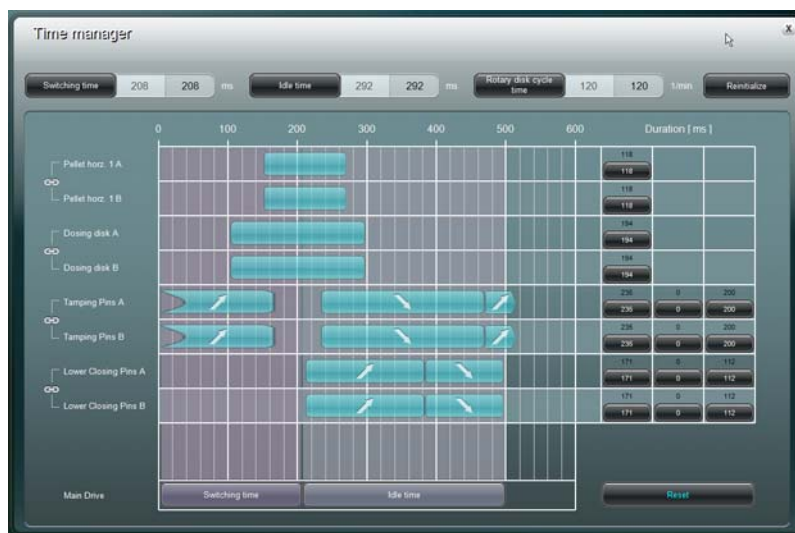 Time manager
X
Switching time 208 208 ms Idle time 292 292 ms Rotary disk cycle time 120 120 1/min Reinitialize
0 100 200 300 400 500 600 Duration [ ms ]
Pellet horz. 1 A 118
118
Pellet horz. 1 B 118
118
Dosing disk A 194
194
Dosing disk B 194
194
Tamping Pins A 236 0 200
236 0 200
Tamping Pins B 236 0 200
236 0 200
Lower Closing Pins A 171 0 112
171 0 112
Lower Closing Pins B 171 0 112
171 0 112
Main Drive Switching time Idle time Reset